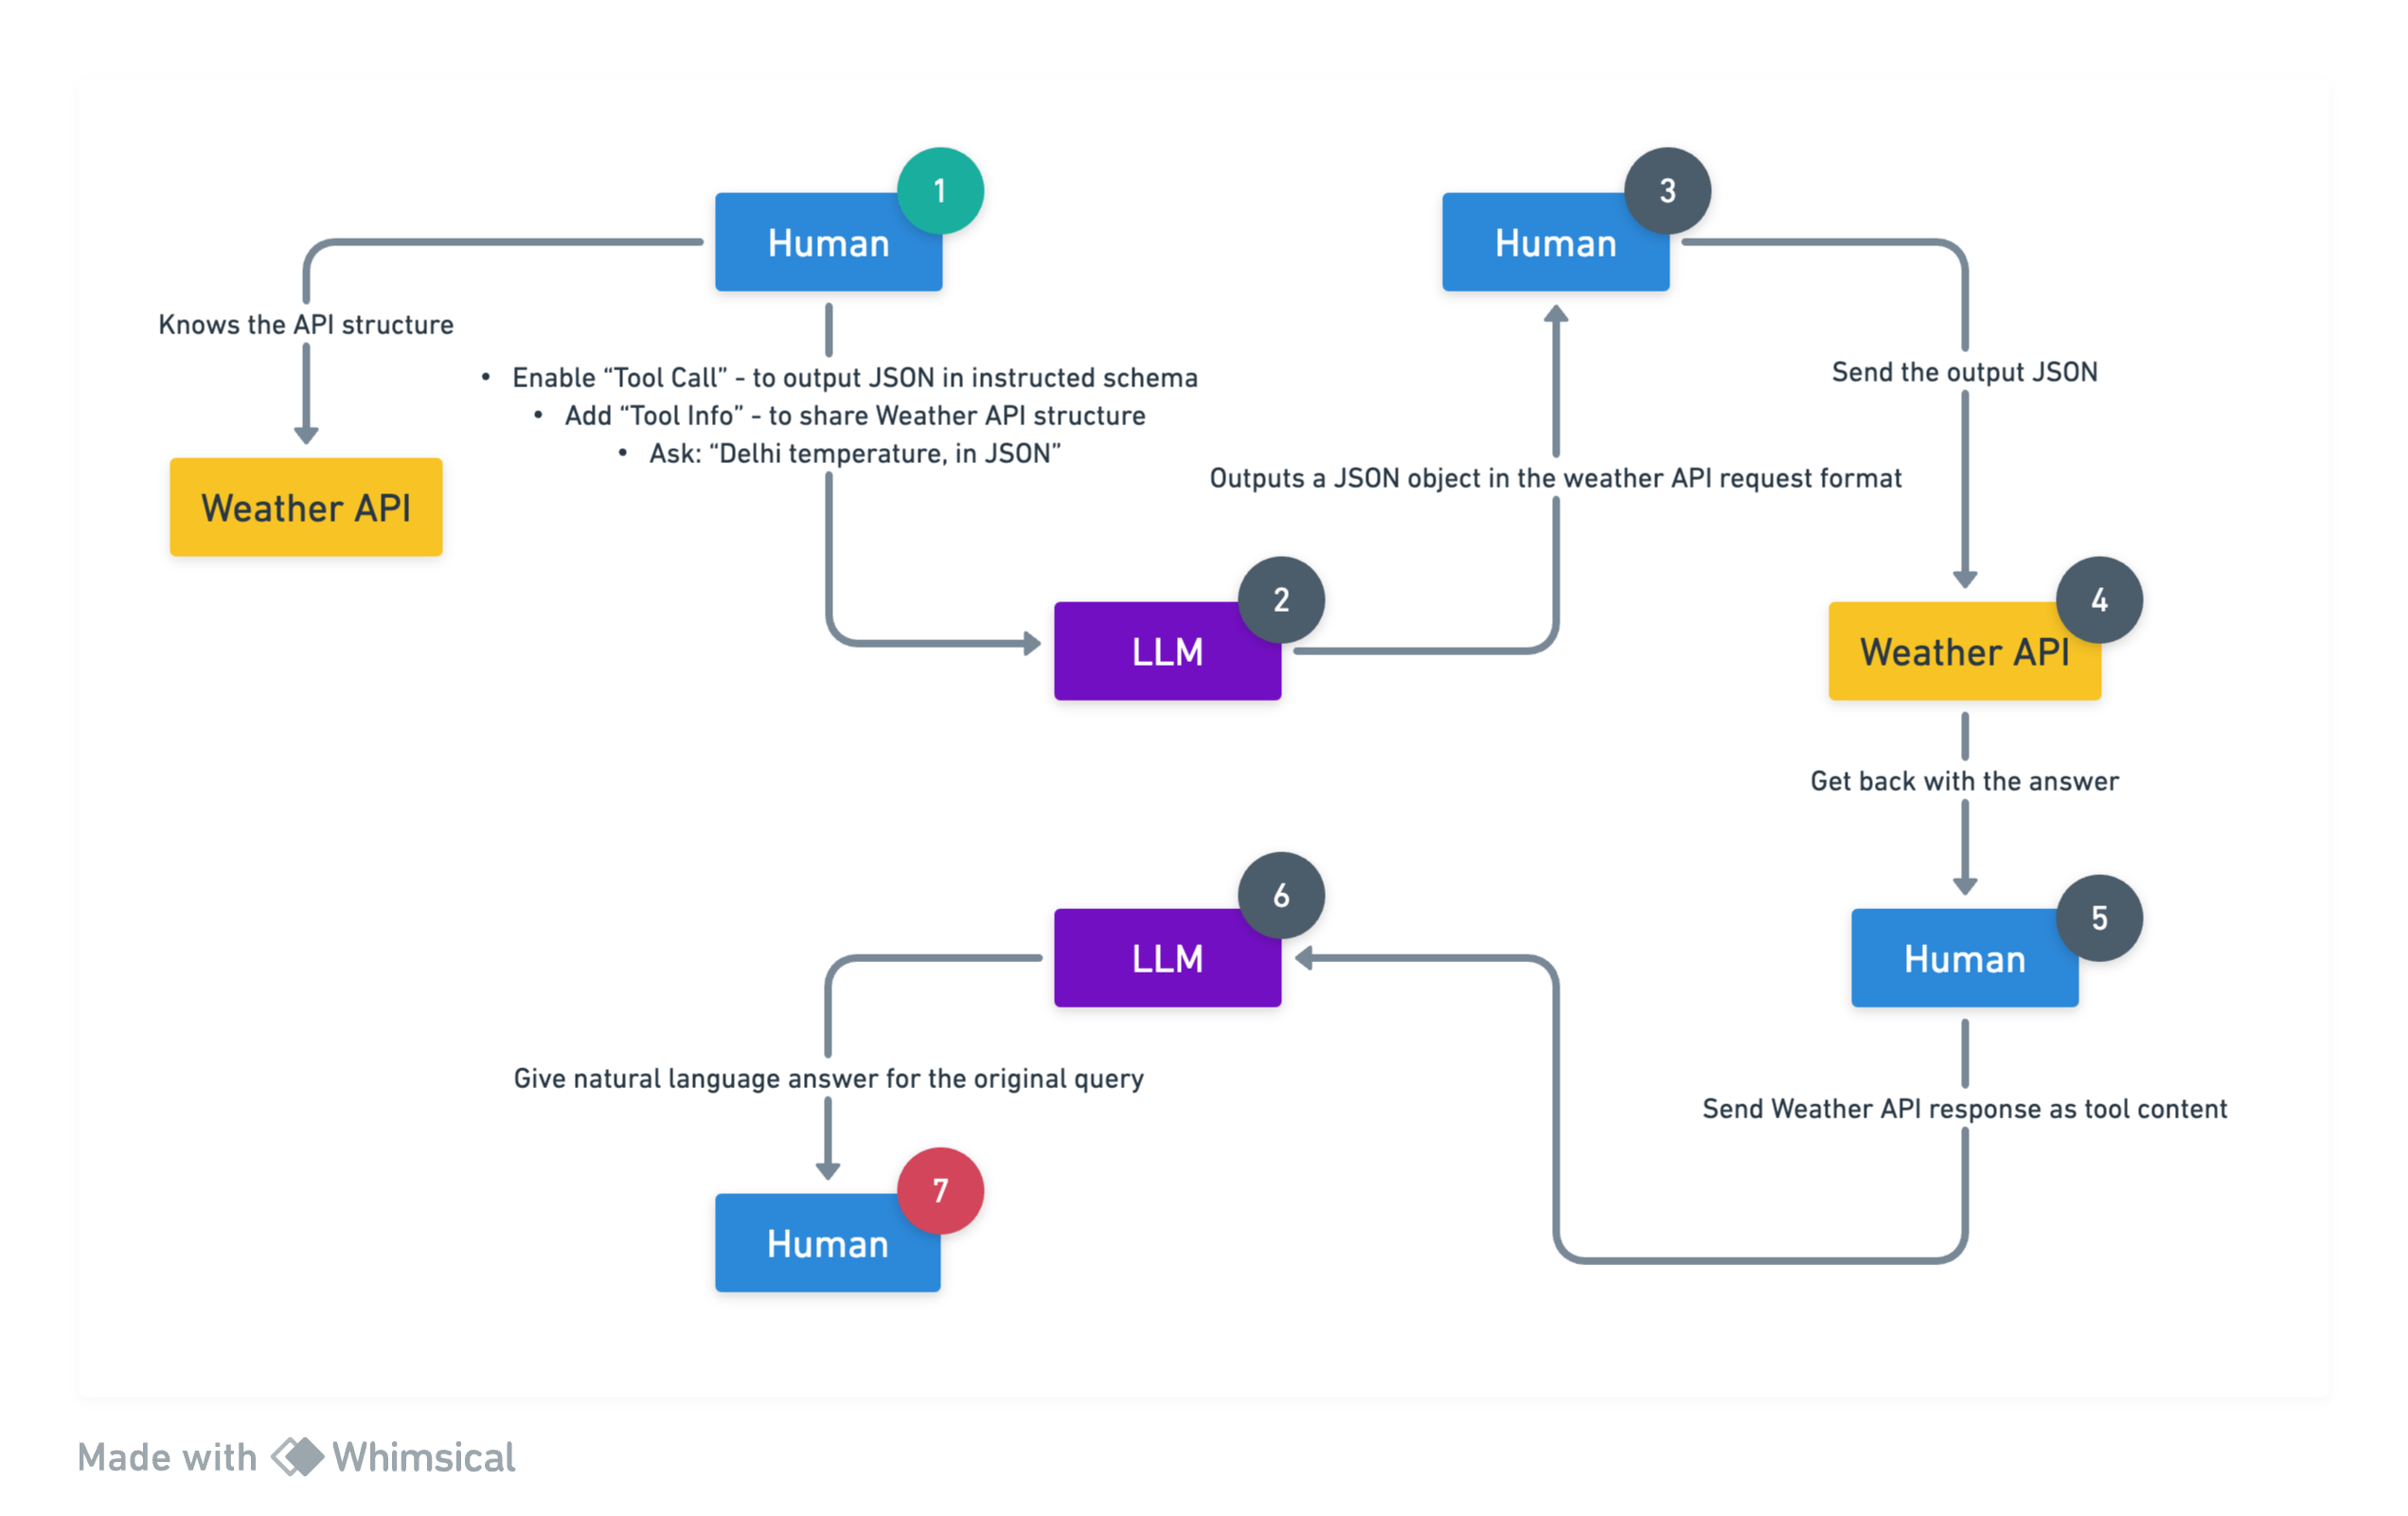 1
Human
Knows the API structure
Weather API
• Enable “Tool Call” - to output JSON in instructed schema
• Add “Tool Info” - to share Weather API structure
• Ask: “Delhi temperature, in JSON”
2
LLM
Outputs a JSON object in the weather API request format
3
Human
Send the output JSON
4
Weather API
Get back with the answer
5
Human
Send Weather API response as tool content
6
LLM
Give natural language answer for the original query
7
Human
Made with Whimsical